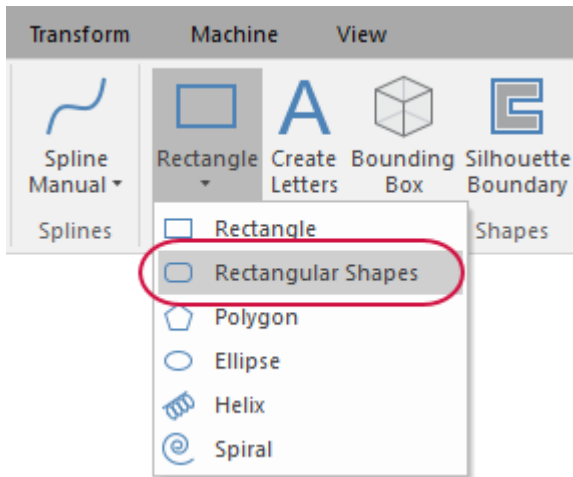 Transform Machine View
Spline Manual Rectangle Create Letters Bounding Box Silhouette Boundary
Splines Shapes
Rectangle
Rectangular Shapes
Polygon
Ellipse
Helix
Spiral